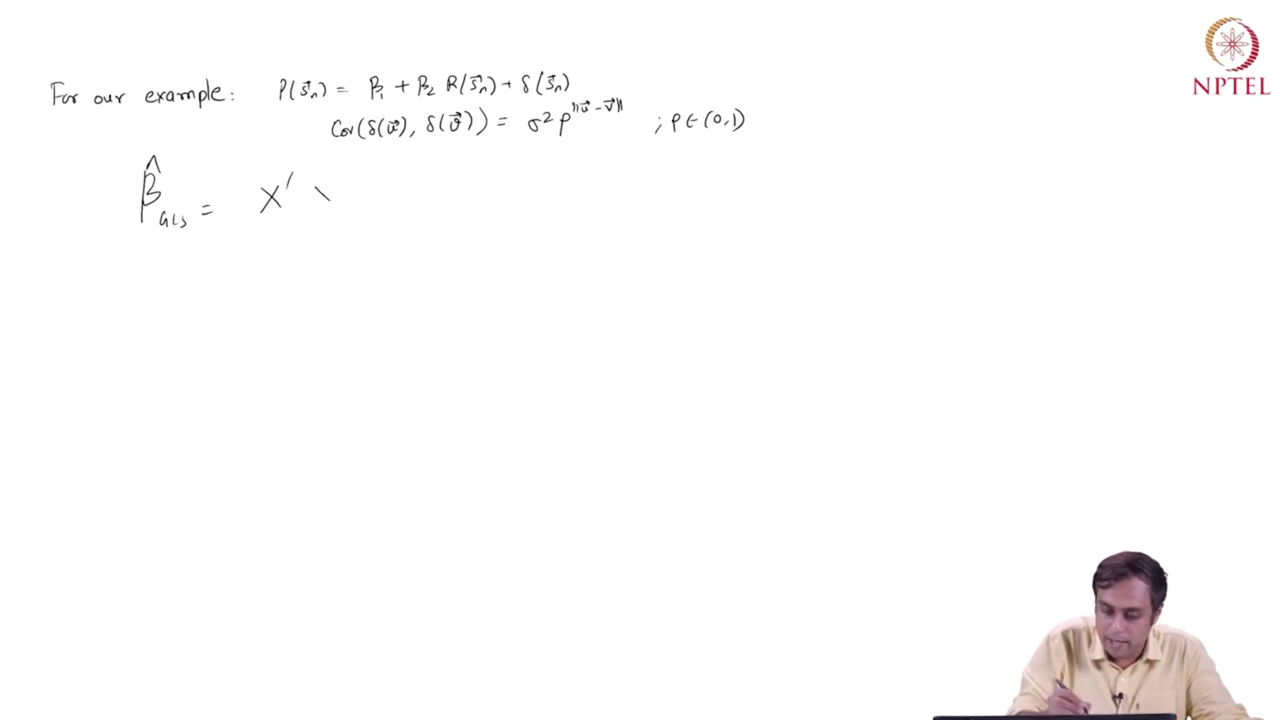 NPTEL
For our example: P(s⃗ₙ) = β₁ + β₂ R(s⃗ₙ) + δ(s⃗ₙ)
Cov(δ(u⃗), δ(v⃗)) = σ² ρ^‖u⃗ - v⃗‖ ; ρ ∈ (0,1)
β̂_GLS = X′ \